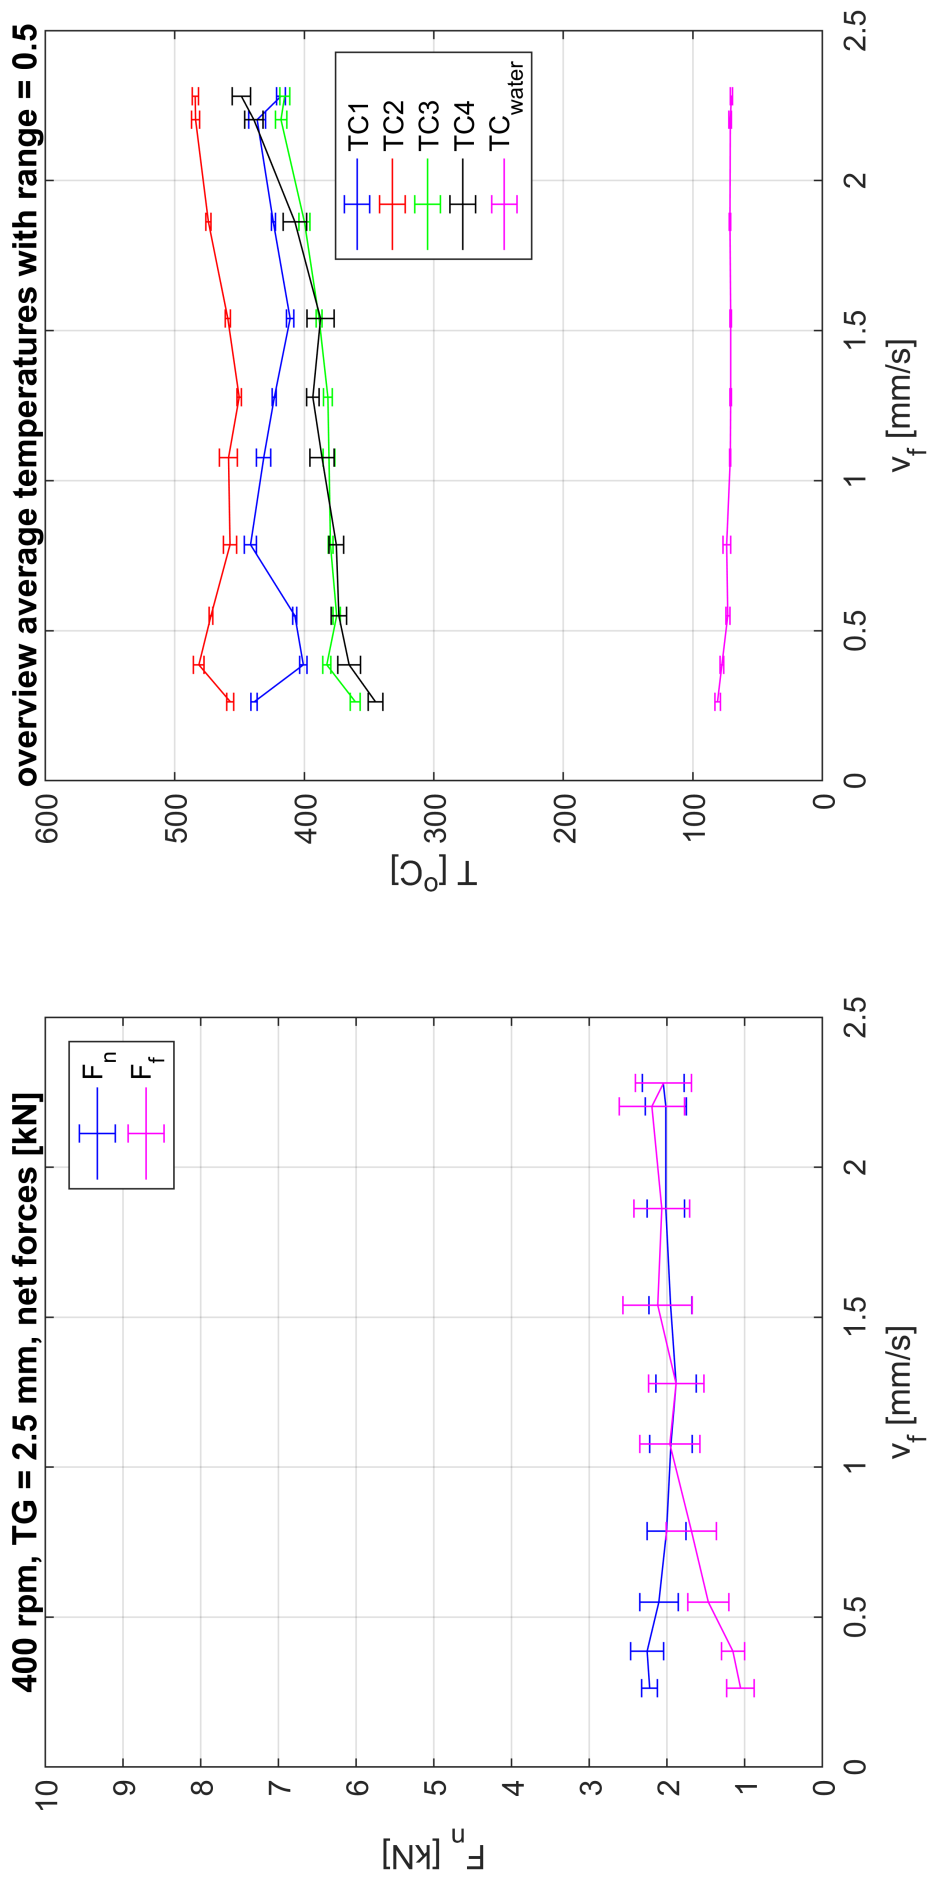 400 rpm, TG = 2.5 mm, net forces [kN]
F_n [kN]
10
9
8
7
6
5
4
3
2
1
0
0
0.5
1
1.5
2
2.5
v_f [mm/s]
F_n
F_f
overview average temperatures with range = 0.5
T [°C]
600
500
400
300
200
100
0
0
0.5
1
1.5
2
2.5
v_f [mm/s]
TC1
TC2
TC3
TC4
TC_water